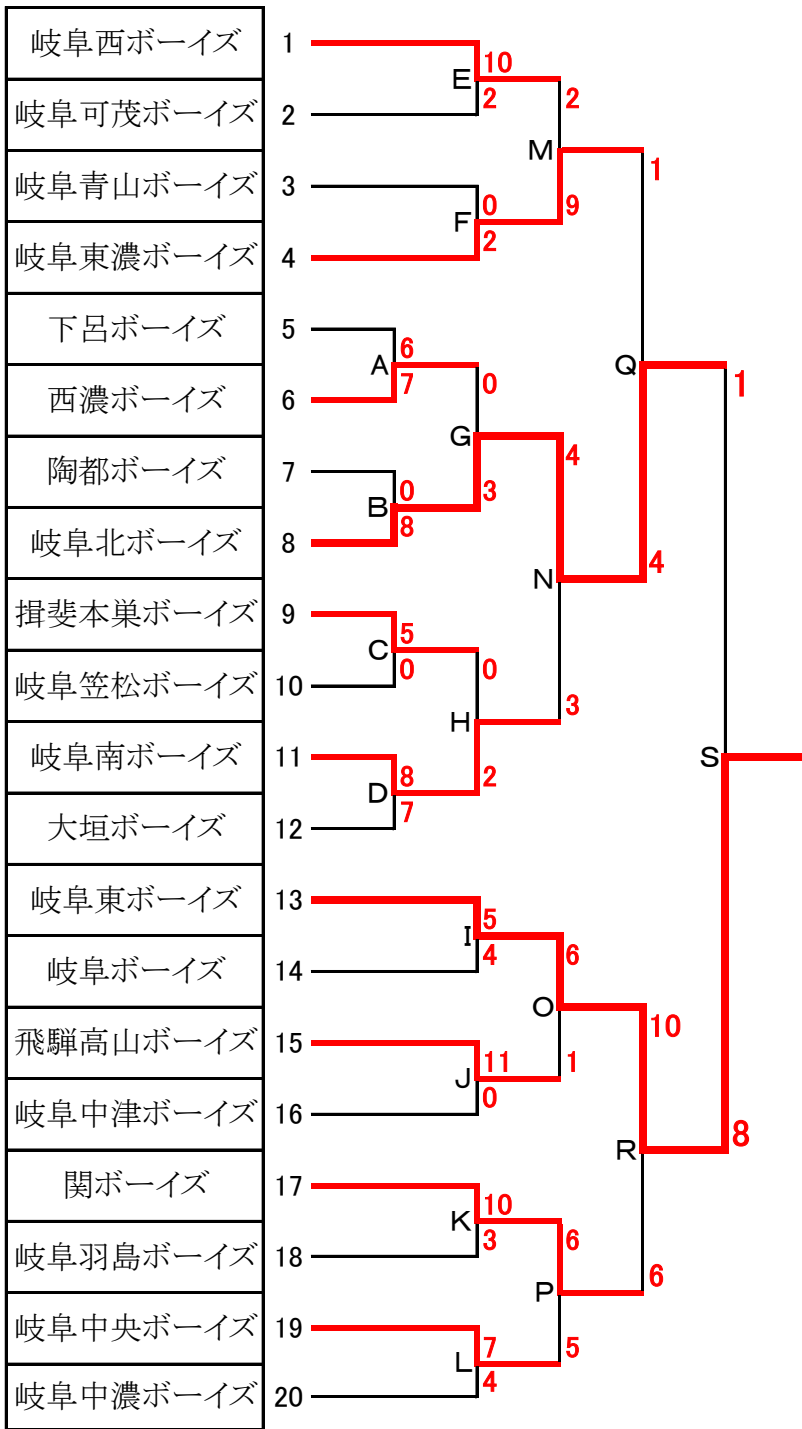 岐阜西ボーイズ 1 10
E 2
岐阜可茂ボーイズ 2 2
M 1
岐阜青山ボーイズ 3 0 9
F 2
岐阜東濃ボーイズ 4
下呂ボーイズ 5 6
A 7 0 Q 1
西濃ボーイズ 6
G 4
陶都ボーイズ 7 0 3
B 8
岐阜北ボーイズ 8
N 4
揖斐本巣ボーイズ 9 5
C 0 0
岐阜笠松ボーイズ 10 3
H
岐阜南ボーイズ 11 8 2 S
D 7
大垣ボーイズ 12
岐阜東ボーイズ 13 5
I 4 6
岐阜ボーイズ 14
O 10
飛騨高山ボーイズ 15 11 1
J 0
岐阜中津ボーイズ 16
R 8
関ボーイズ 17 10
K 3 6
岐阜羽島ボーイズ 18
P 6
岐阜中央ボーイズ 19 7 5
L 4
岐阜中濃ボーイズ 20